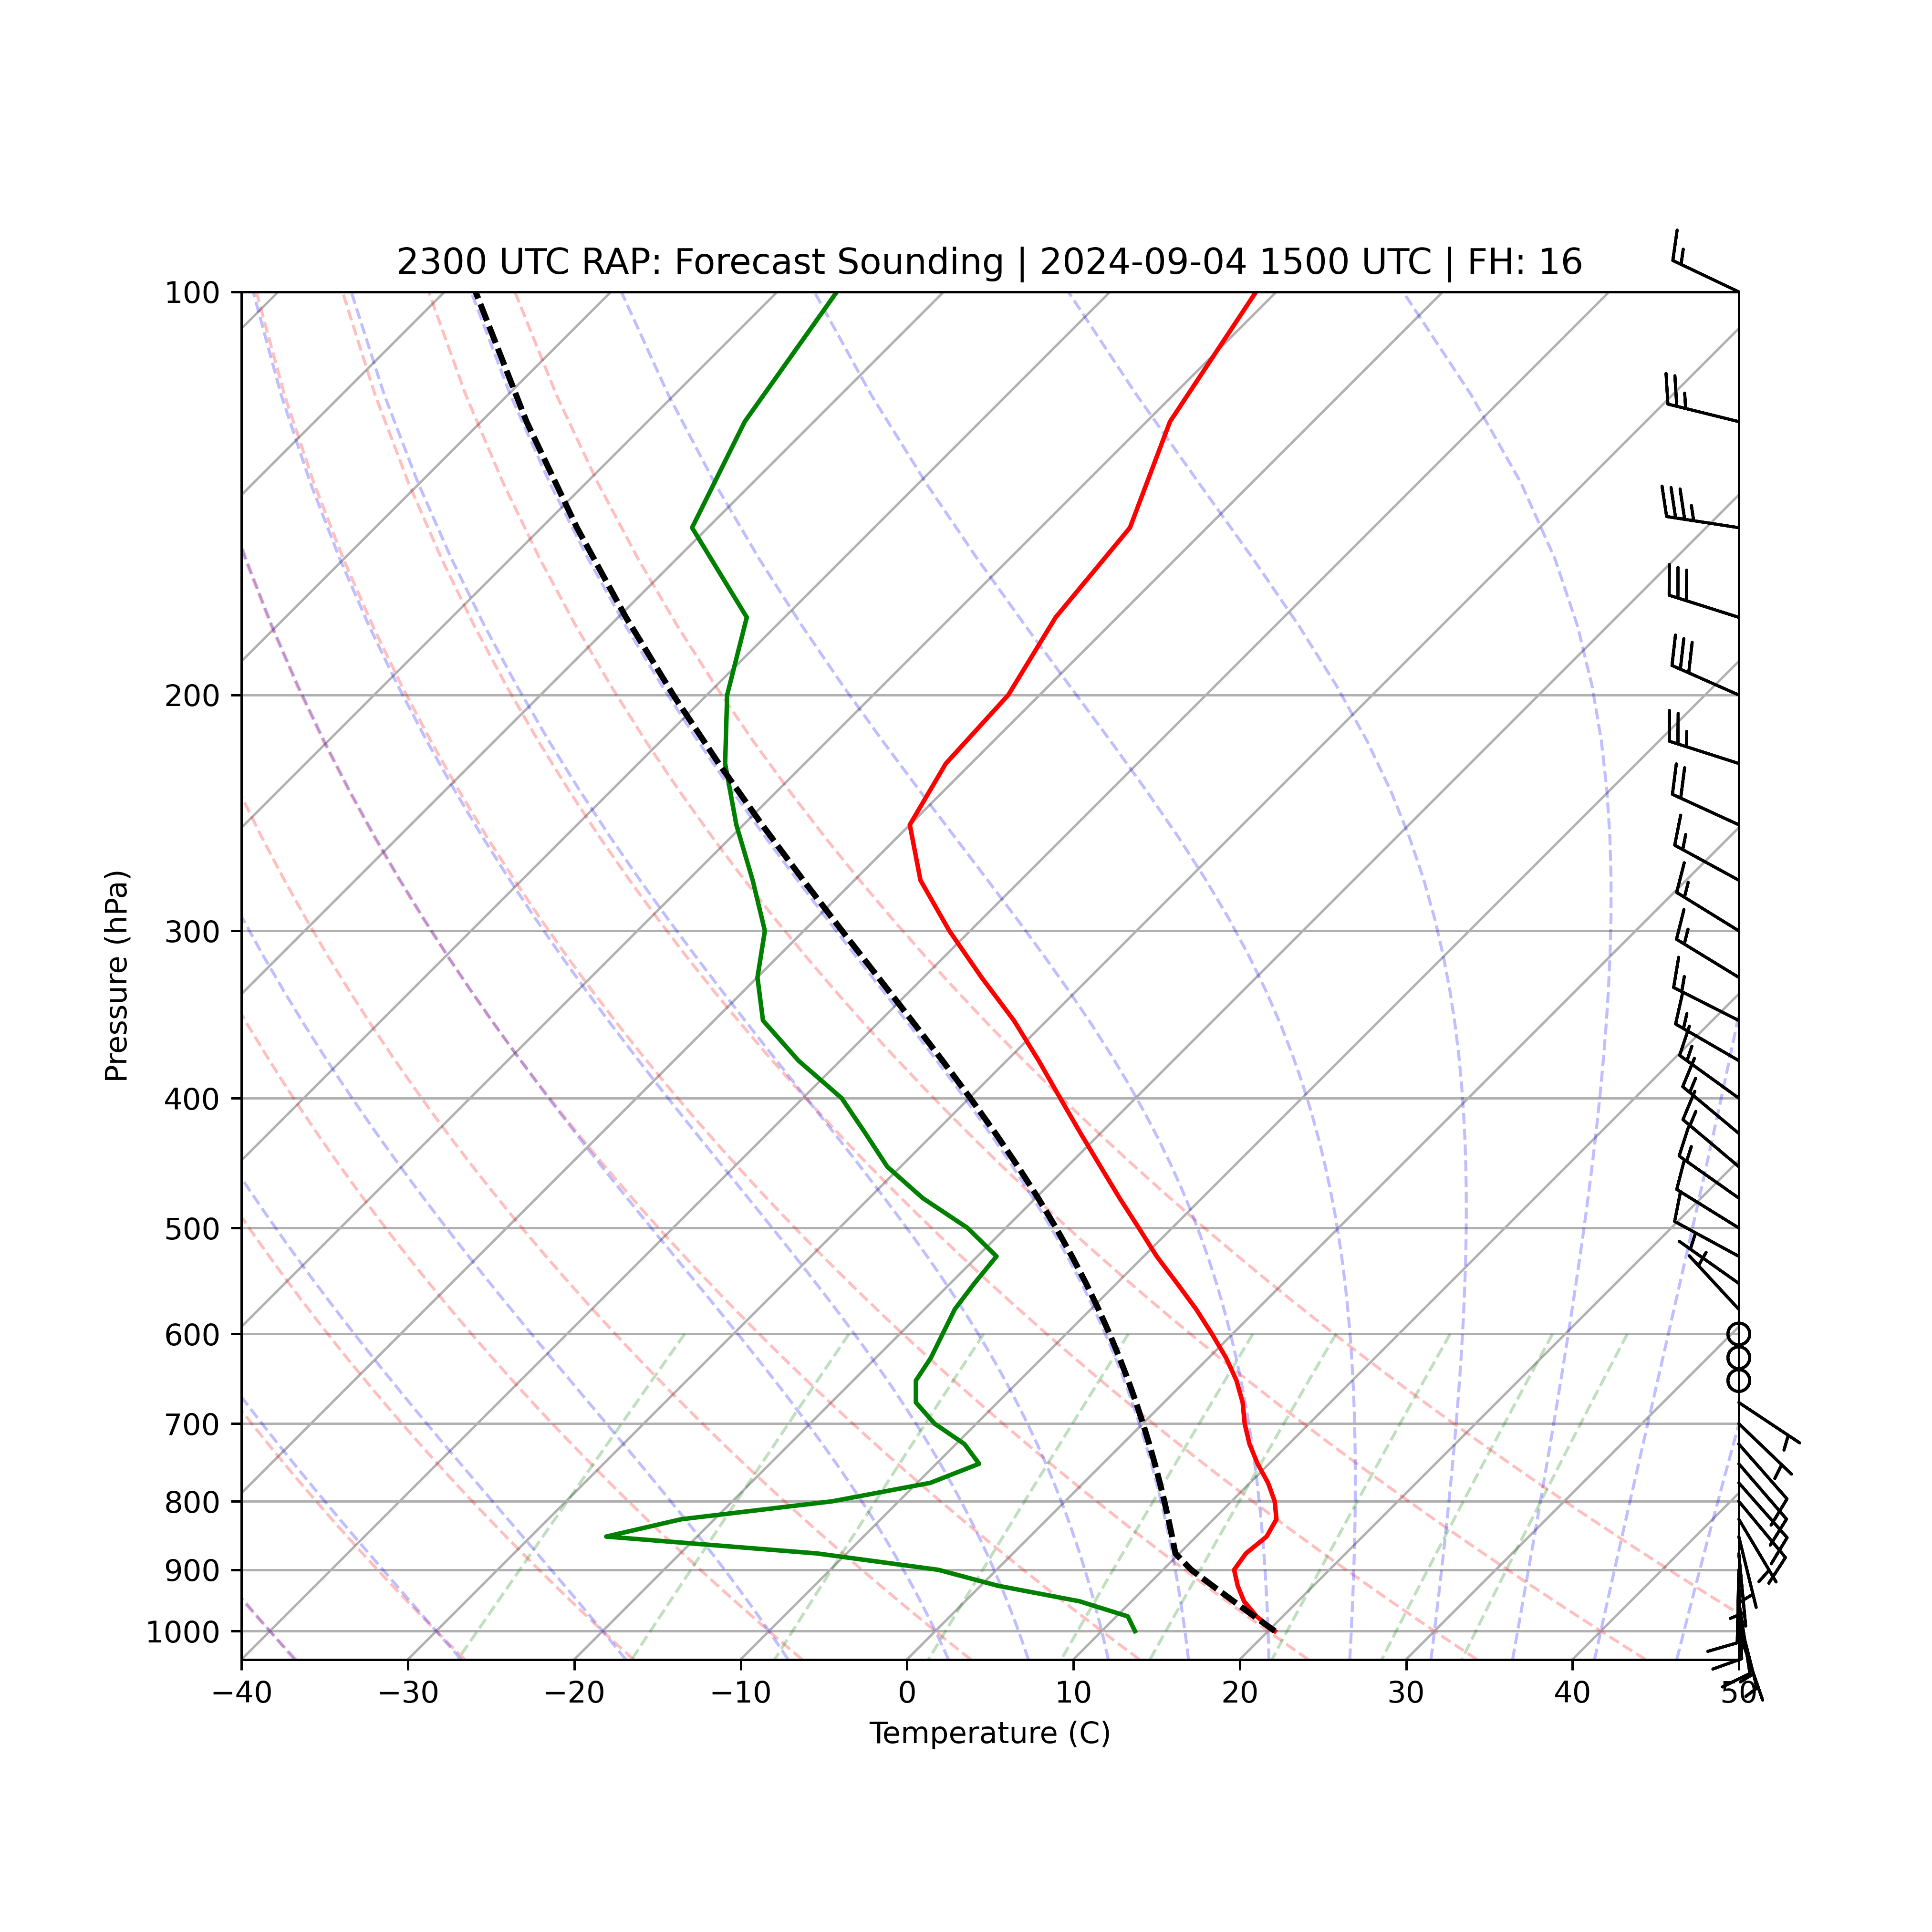 2300 UTC RAP: Forecast Sounding | 2024-09-04 1500 UTC | FH: 16
100
200
300
400
500
600
700
800
900
1000
Pressure (hPa)
−40 −30 −20 −10 0 10 20 30 40 50
Temperature (C)